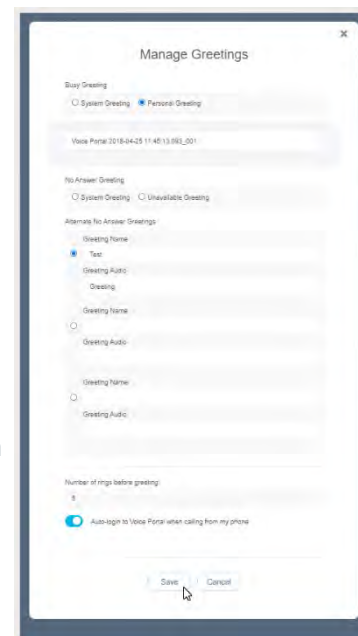 Manage Greetings
Busy Greeting
System Greeting Personal Greeting
Voice Portal 2018-04-25 11:45:13.893_001
No Answer Greeting
System Greeting Unavailable Greeting
Alternate No Answer Greetings
Greeting Name
Test
Greeting Audio
Greeting
Greeting Name
Greeting Audio
Greeting Name
Greeting Audio
Number of rings before greeting:
Auto-login to Voice Portal when calling from my phone
Save Cancel